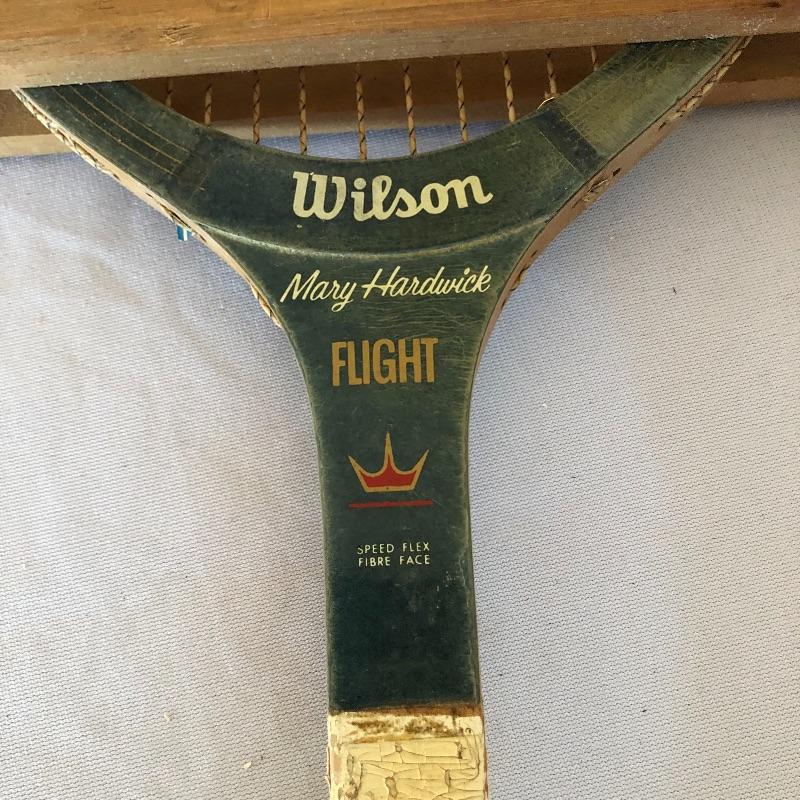 Wilson
Mary Hardwick
FLIGHT
SPEED FLEX
FIBRE FACE